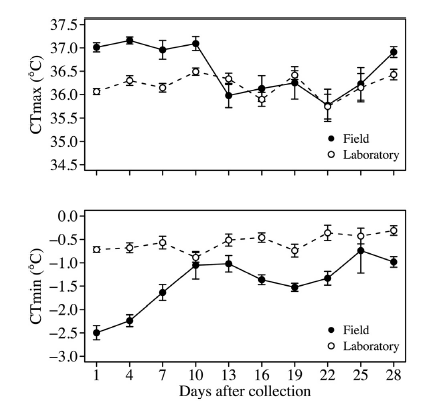 CTmax (°C)
37.5
37.0
36.5
36.0
35.5
35.0
34.5
Field
Laboratory
CTmin (°C)
0.0
−0.5
−1.0
−1.5
−2.0
−2.5
−3.0
Field
Laboratory
1 4 7 10 13 16 19 22 25 28
Days after collection